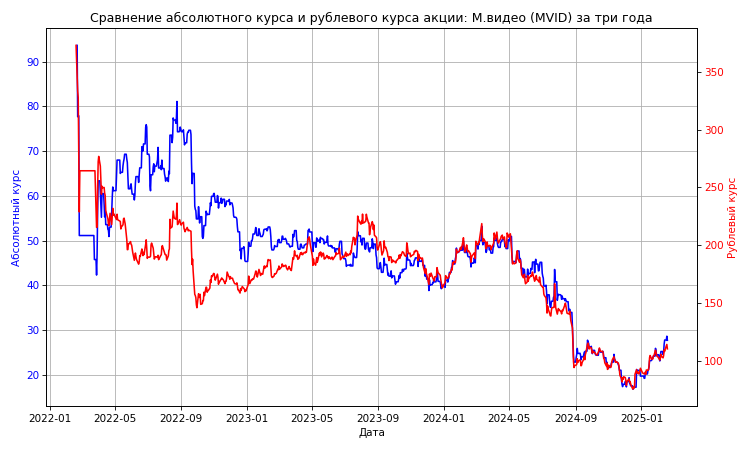 Сравнение абсолютного курса и рублевого курса акции: М.видео (MVID) за три года
Абсолютный курс
90
80
70
60
50
40
30
20
350
300
250
200
150
100
Рублевый курс
2022-01 2022-05 2022-09 2023-01 2023-05 2023-09 2024-01 2024-05 2024-09 2025-01
Дата